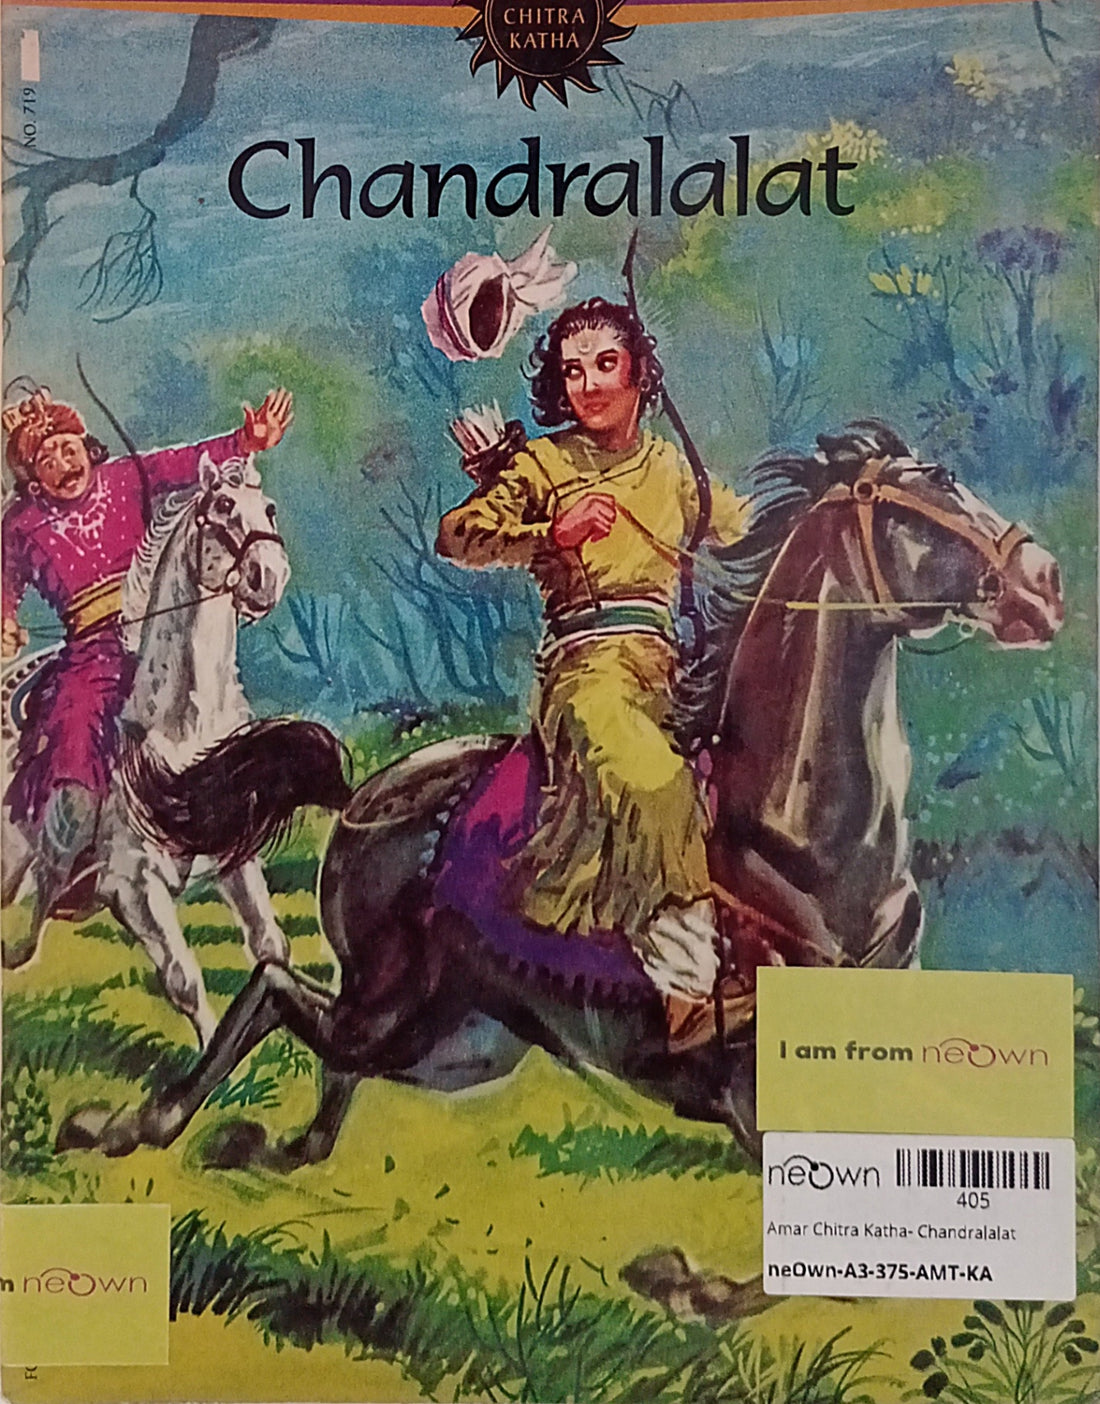 CHITRA
KATHA
NO. 719
Chandralalat
I am from neOwn
neOwn
405
Amar Chitra Katha- Chandralalat
neOwn-A3-375-AMT-KA
m neOwn